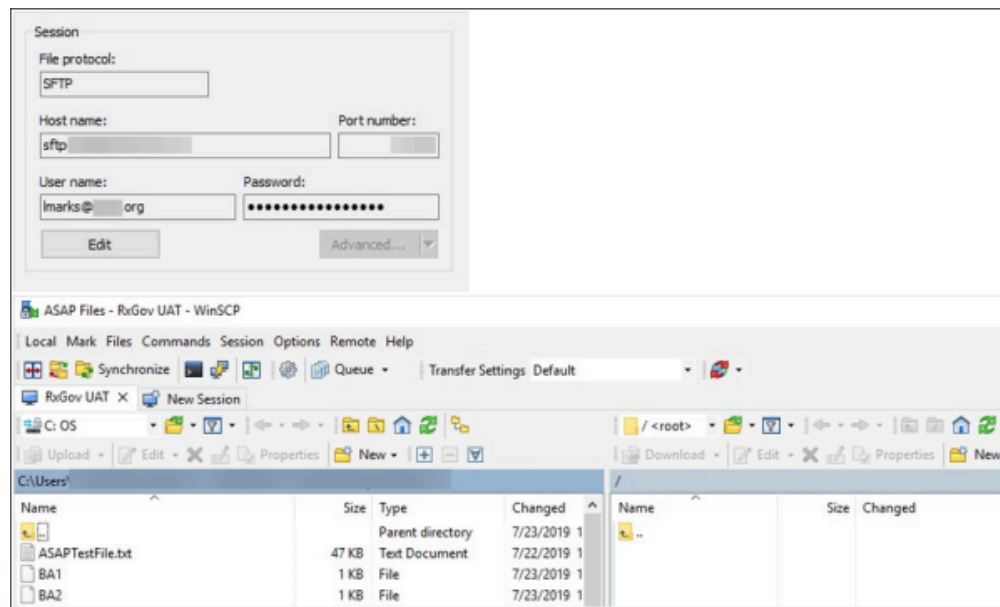 Session
File protocol:
SFTP
Host name: Port number:
sftp
User name: Password:
lmarks@ org ••••••••••••••••
Edit Advanced...
ASAP Files - RxGov UAT - WinSCP
Local Mark Files Commands Session Options Remote Help
Synchronize Queue Transfer Settings Default
RxGov UAT New Session
C: OS / <root>
Upload Edit Properties New Download Edit Properties New
C:\Users\ /
Name Size Type Changed Name Size Changed
.. Parent directory 7/23/2019 1 ..
ASAPTestFile.txt 47 KB Text Document 7/22/2019 1
BA1 1 KB File 7/23/2019 1
BA2 1 KB File 7/23/2019 1